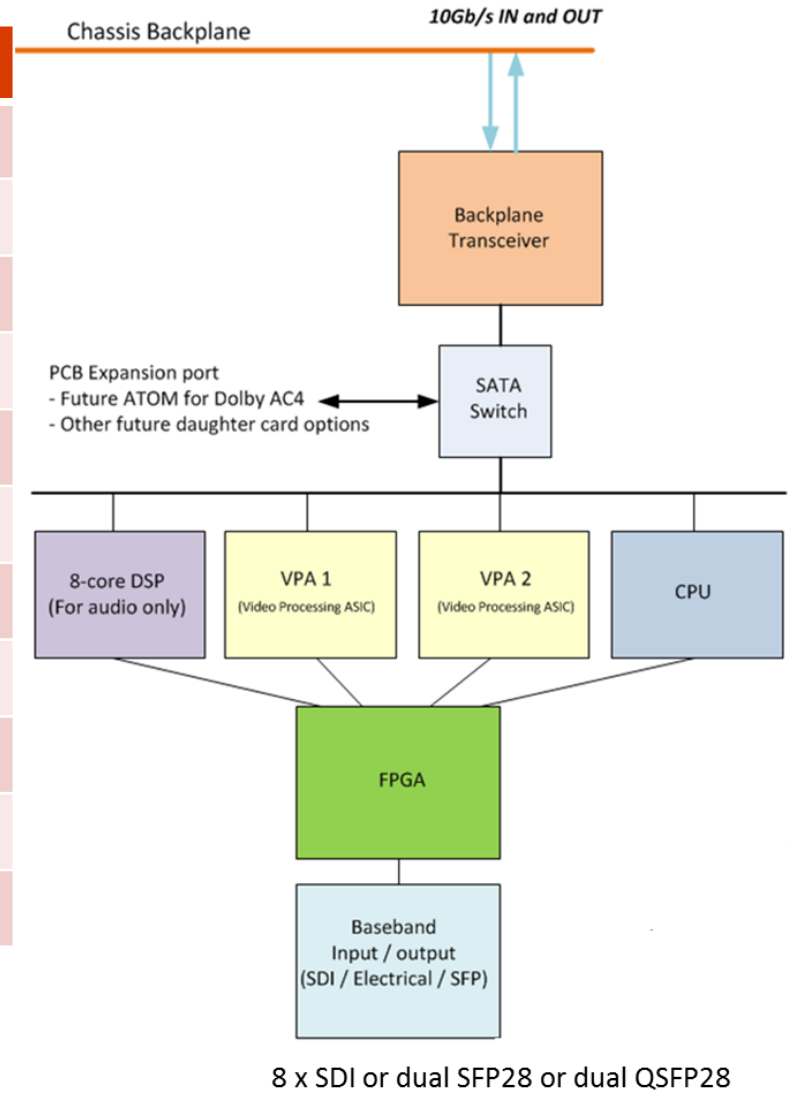 10Gb/s IN and OUT
Chassis Backplane
Backplane
Transceiver
SATA
Switch
PCB Expansion port
- Future ATOM for Dolby AC4
- Other future daughter card options
8-core DSP
(For audio only)
VPA 1
(Video Processing ASIC)
VPA 2
(Video Processing ASIC)
CPU
FPGA
Baseband
Input / output
(SDI / Electrical / SFP)
8 x SDI or dual SFP28 or dual QSFP28